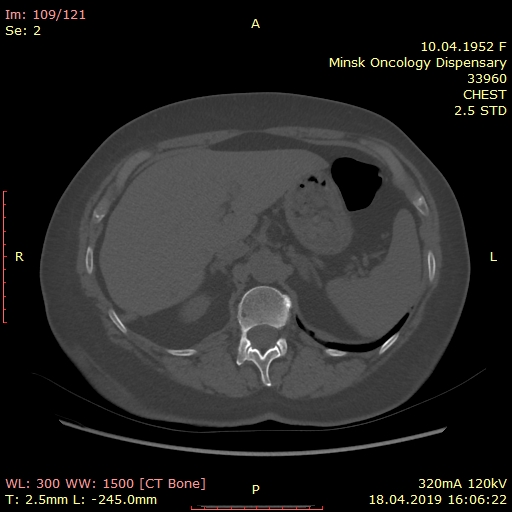 Im: 109/121
Se: 2
A
10.04.1952 F
Minsk Oncology Dispensary
33960
CHEST
2.5 STD
R
L
WL: 300 WW: 1500 [CT Bone]
T: 2.5mm L: -245.0mm
P
320mA 120kV
18.04.2019 16:06:22